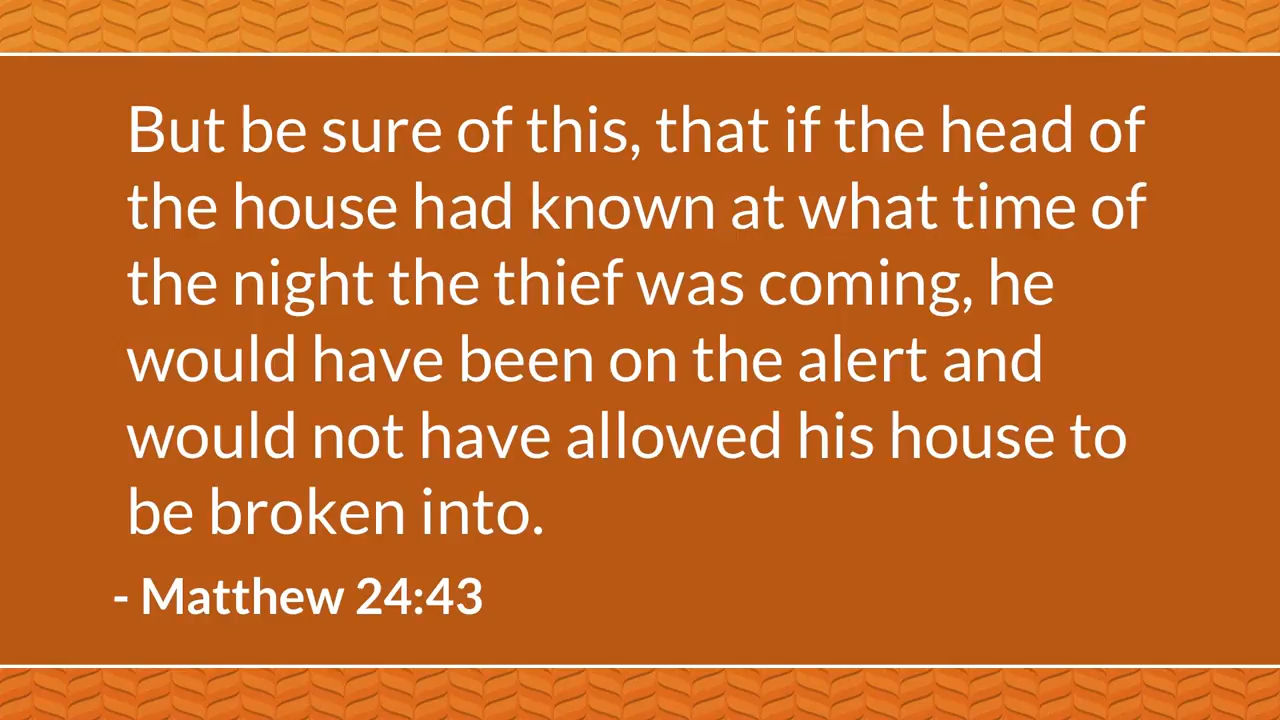 But be sure of this, that if the head of
the house had known at what time of
the night the thief was coming, he
would have been on the alert and
would not have allowed his house to
be broken into.
- Matthew 24:43